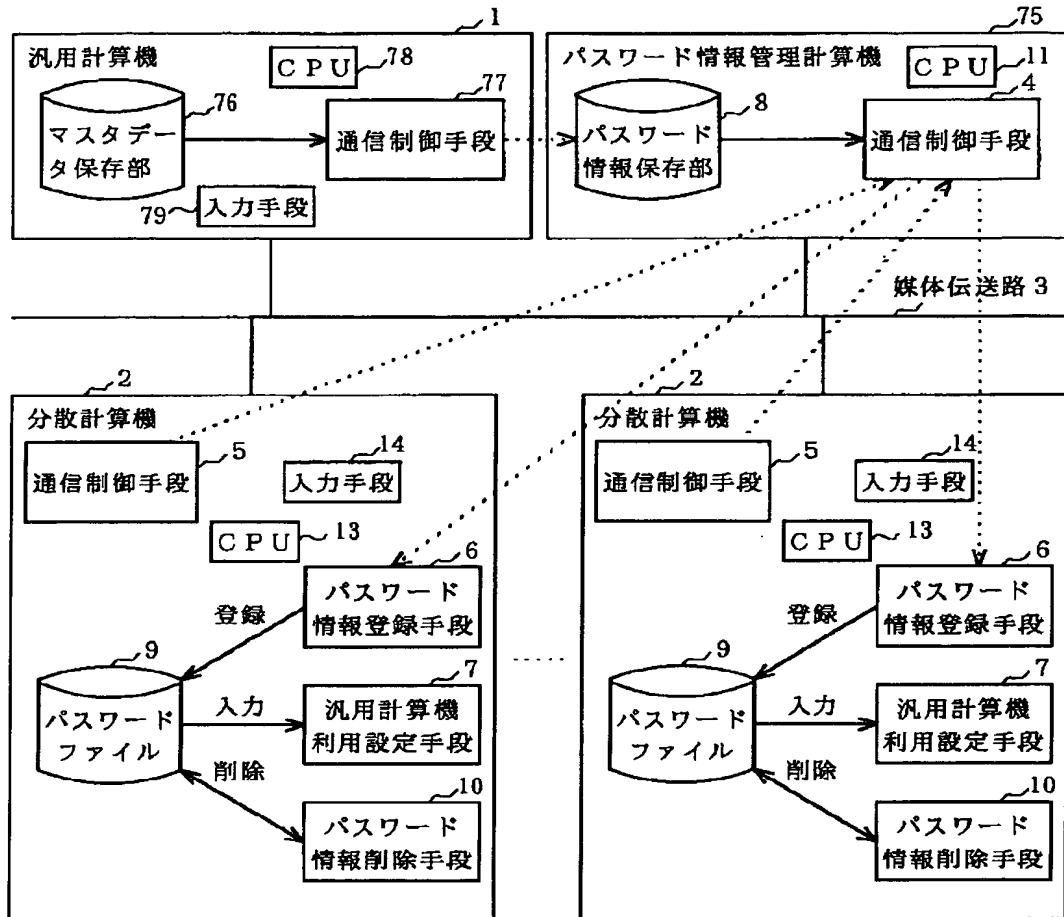 1
汎用計算機
CPU
78
76
マスタデー
タ保存部
77
通信制御手段
79
入力手段
75
パスワード情報管理計算機
CPU
11
8
パスワード
情報保存部
4
通信制御手段
媒体伝送路3
2
分散計算機
5
通信制御手段
14
入力手段
CPU
13
6
パスワード
情報登録手段
登録
9
パスワード
ファイル
入力
7
汎用計算機
利用設定手段
削除
10
パスワード
情報削除手段
2
分散計算機
5
通信制御手段
14
入力手段
CPU
13
6
パスワード
情報登録手段
登録
9
パスワード
ファイル
入力
7
汎用計算機
利用設定手段
削除
10
パスワード
情報削除手段